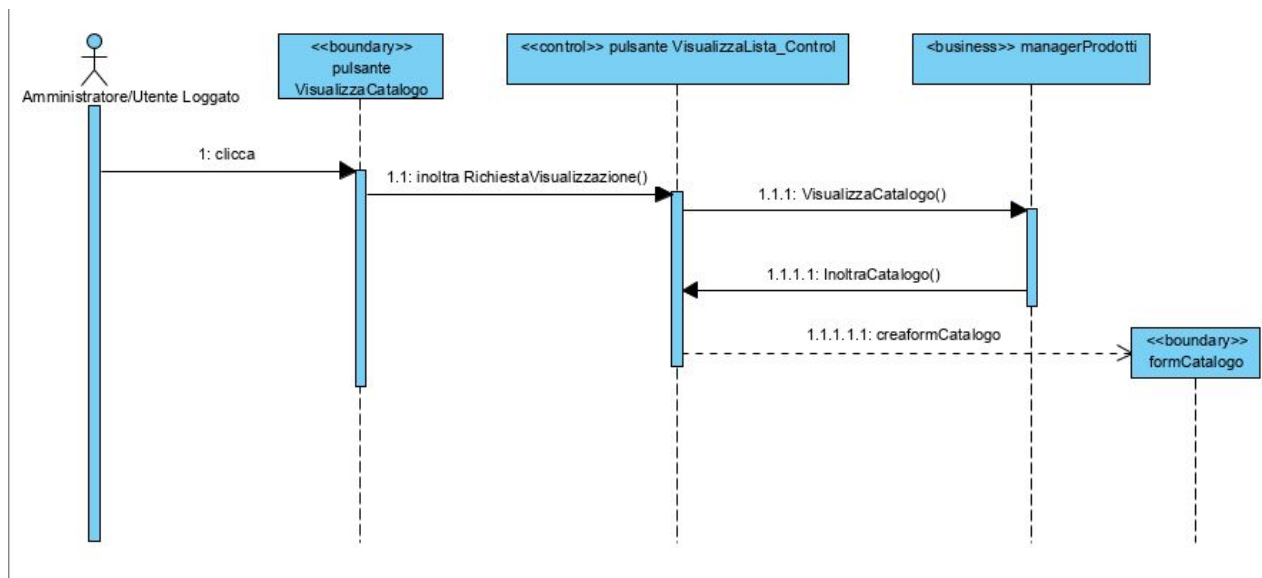 <<boundary>>
pulsante
VisualizzaCatalogo
<<control>> pulsante VisualizzaLista_Control
<business>> managerProdotti
Amministratore/Utente Loggato
1: clicca
1.1: inoltra RichiestaVisualizzazione()
1.1.1: VisualizzaCatalogo()
1.1.1.1: InoltraCatalogo()
1.1.1.1.1: creaformCatalogo
<<boundary>>
formCatalogo